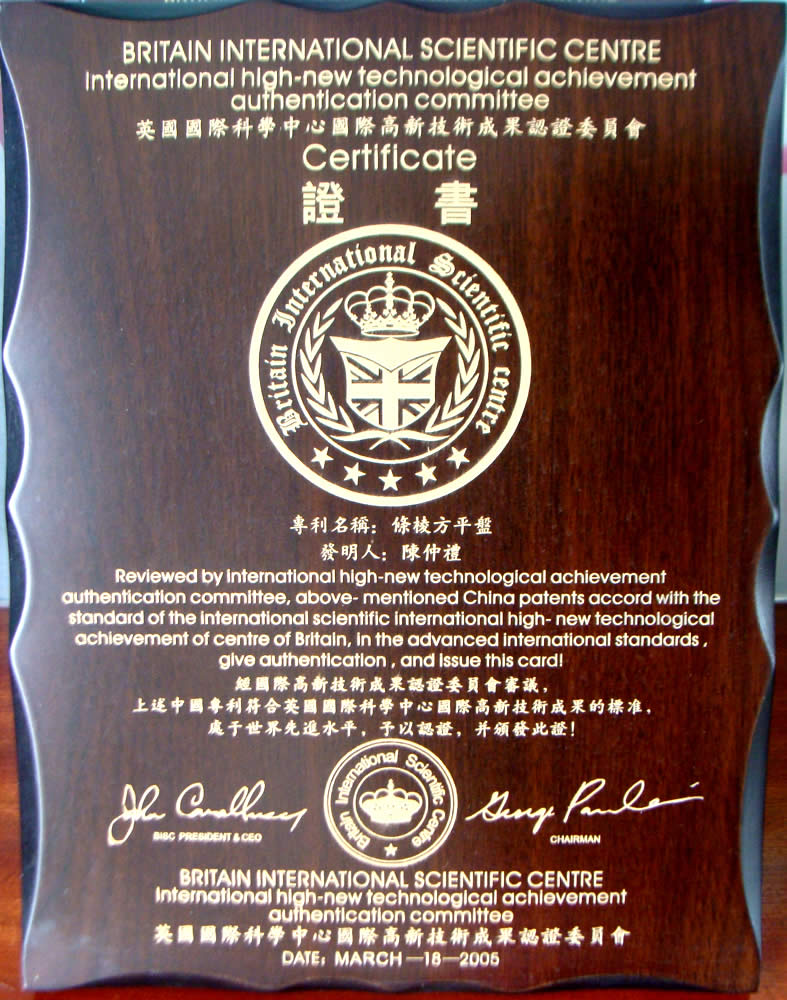 BRITAIN INTERNATIONAL SCIENTIFIC CENTRE
International high-new technological achievement
authentication committee
英國國際科學中心國際高新技術成果認證委員會
Certificate
證 書
Britain International Scientific centre
專利名稱：條棱方平盤
發明人：陳仲禮
Reviewed by international high-new technological achievement
authentication committee, above- mentioned China patents accord with the
standard of the international scientific international high- new technological
achievement of centre of Britain, in the advanced international standards ,
give authentication , and issue this card!
經國際高新技術成果認證委員會審議，
上述中國專利符合英國國際科學中心國際高新技術成果的標准，
處于世界先進水平，予以認證，并頒發此證！
Britain International Scientific Centre
BISC PRESIDENT & CEO
CHAIRMAN
BRITAIN INTERNATIONAL SCIENTIFIC CENTRE
International high-new technological achievement
authentication committee
英國國際科學中心國際高新技術成果認證委員會
DATE: MARCH —18—2005